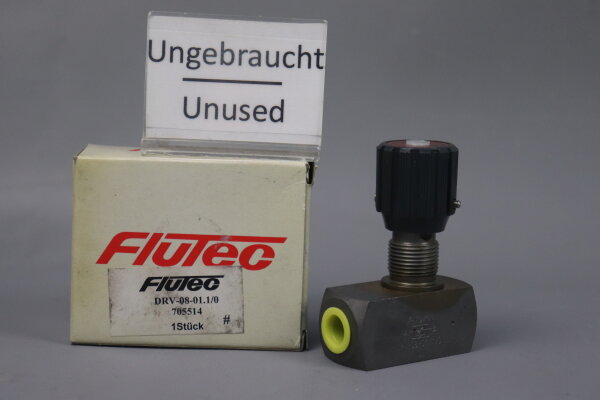 Ungebraucht
Unused
FLUTEC
FLUTEC
DRV-08-01.1/0
705514
1Stück
#